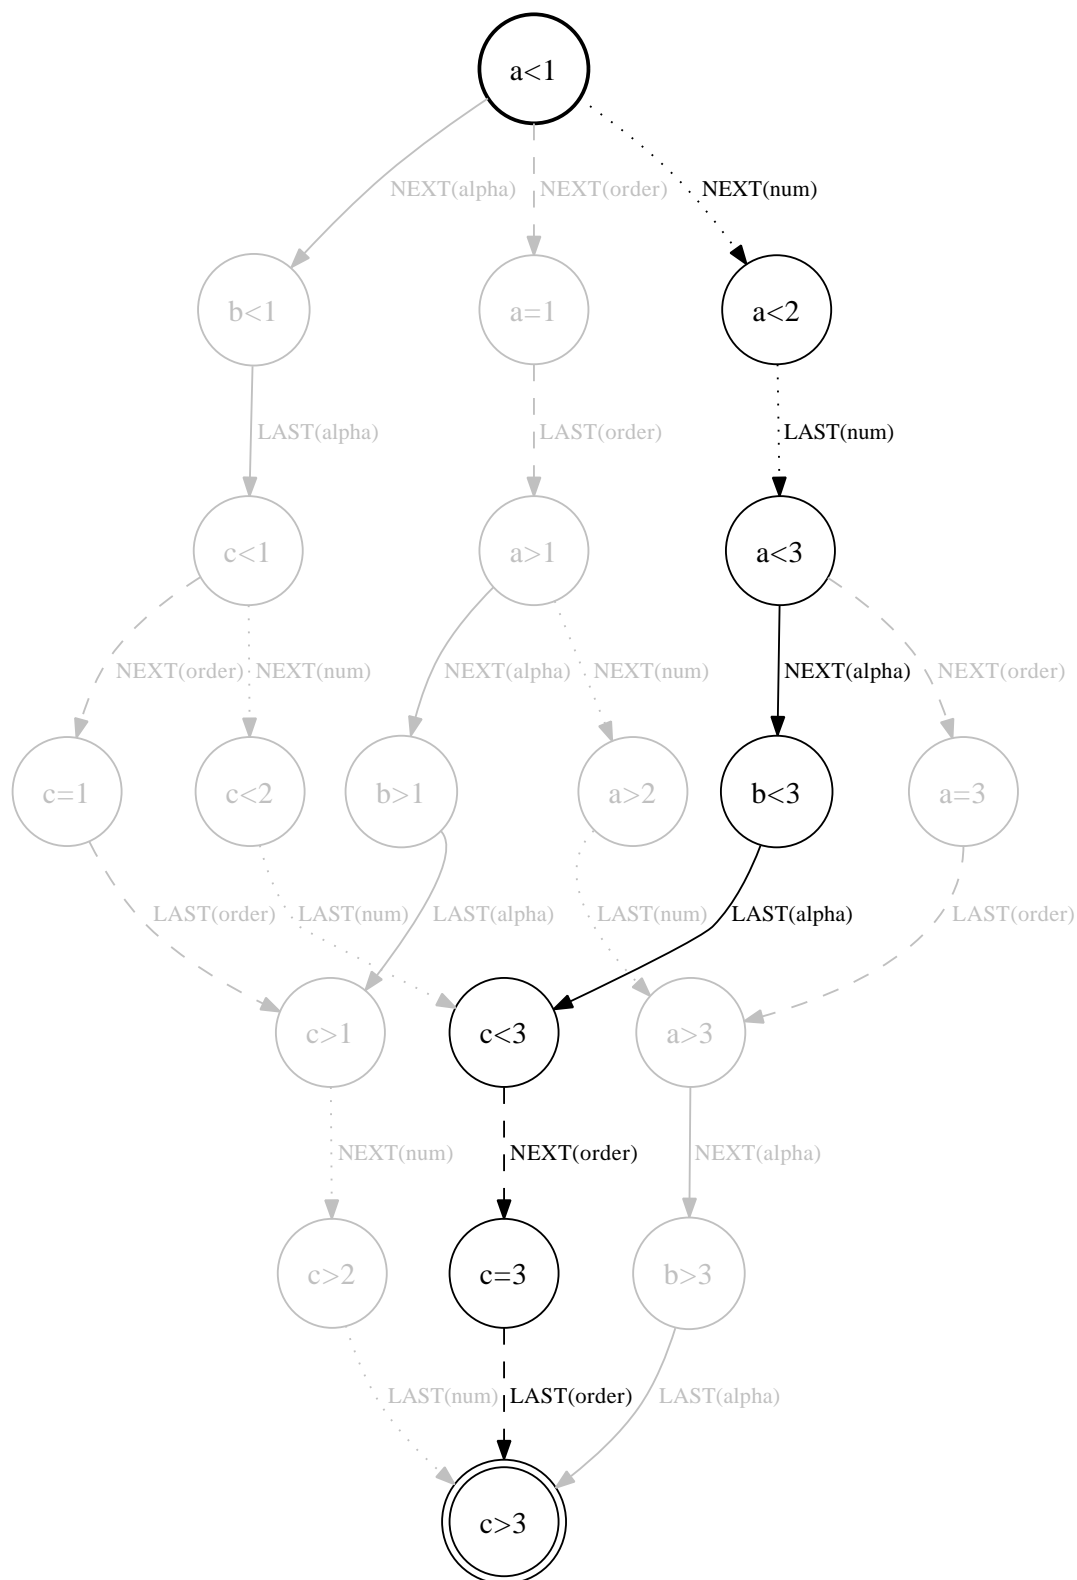 a<1
NEXT(alpha) NEXT(order) NEXT(num)
b<1 a=1 a<2
LAST(alpha) LAST(order) LAST(num)
c<1 a>1 a<3
NEXT(order) NEXT(num) NEXT(alpha) NEXT(num) NEXT(alpha) NEXT(order)
c=1 c<2 b>1 a>2 b<3 a=3
LAST(order) LAST(num) LAST(alpha) LAST(num) LAST(alpha) LAST(order)
c>1 c<3 a>3
NEXT(num) NEXT(order) NEXT(alpha)
c>2 c=3 b>3
LAST(num) LAST(order) LAST(alpha)
c>3